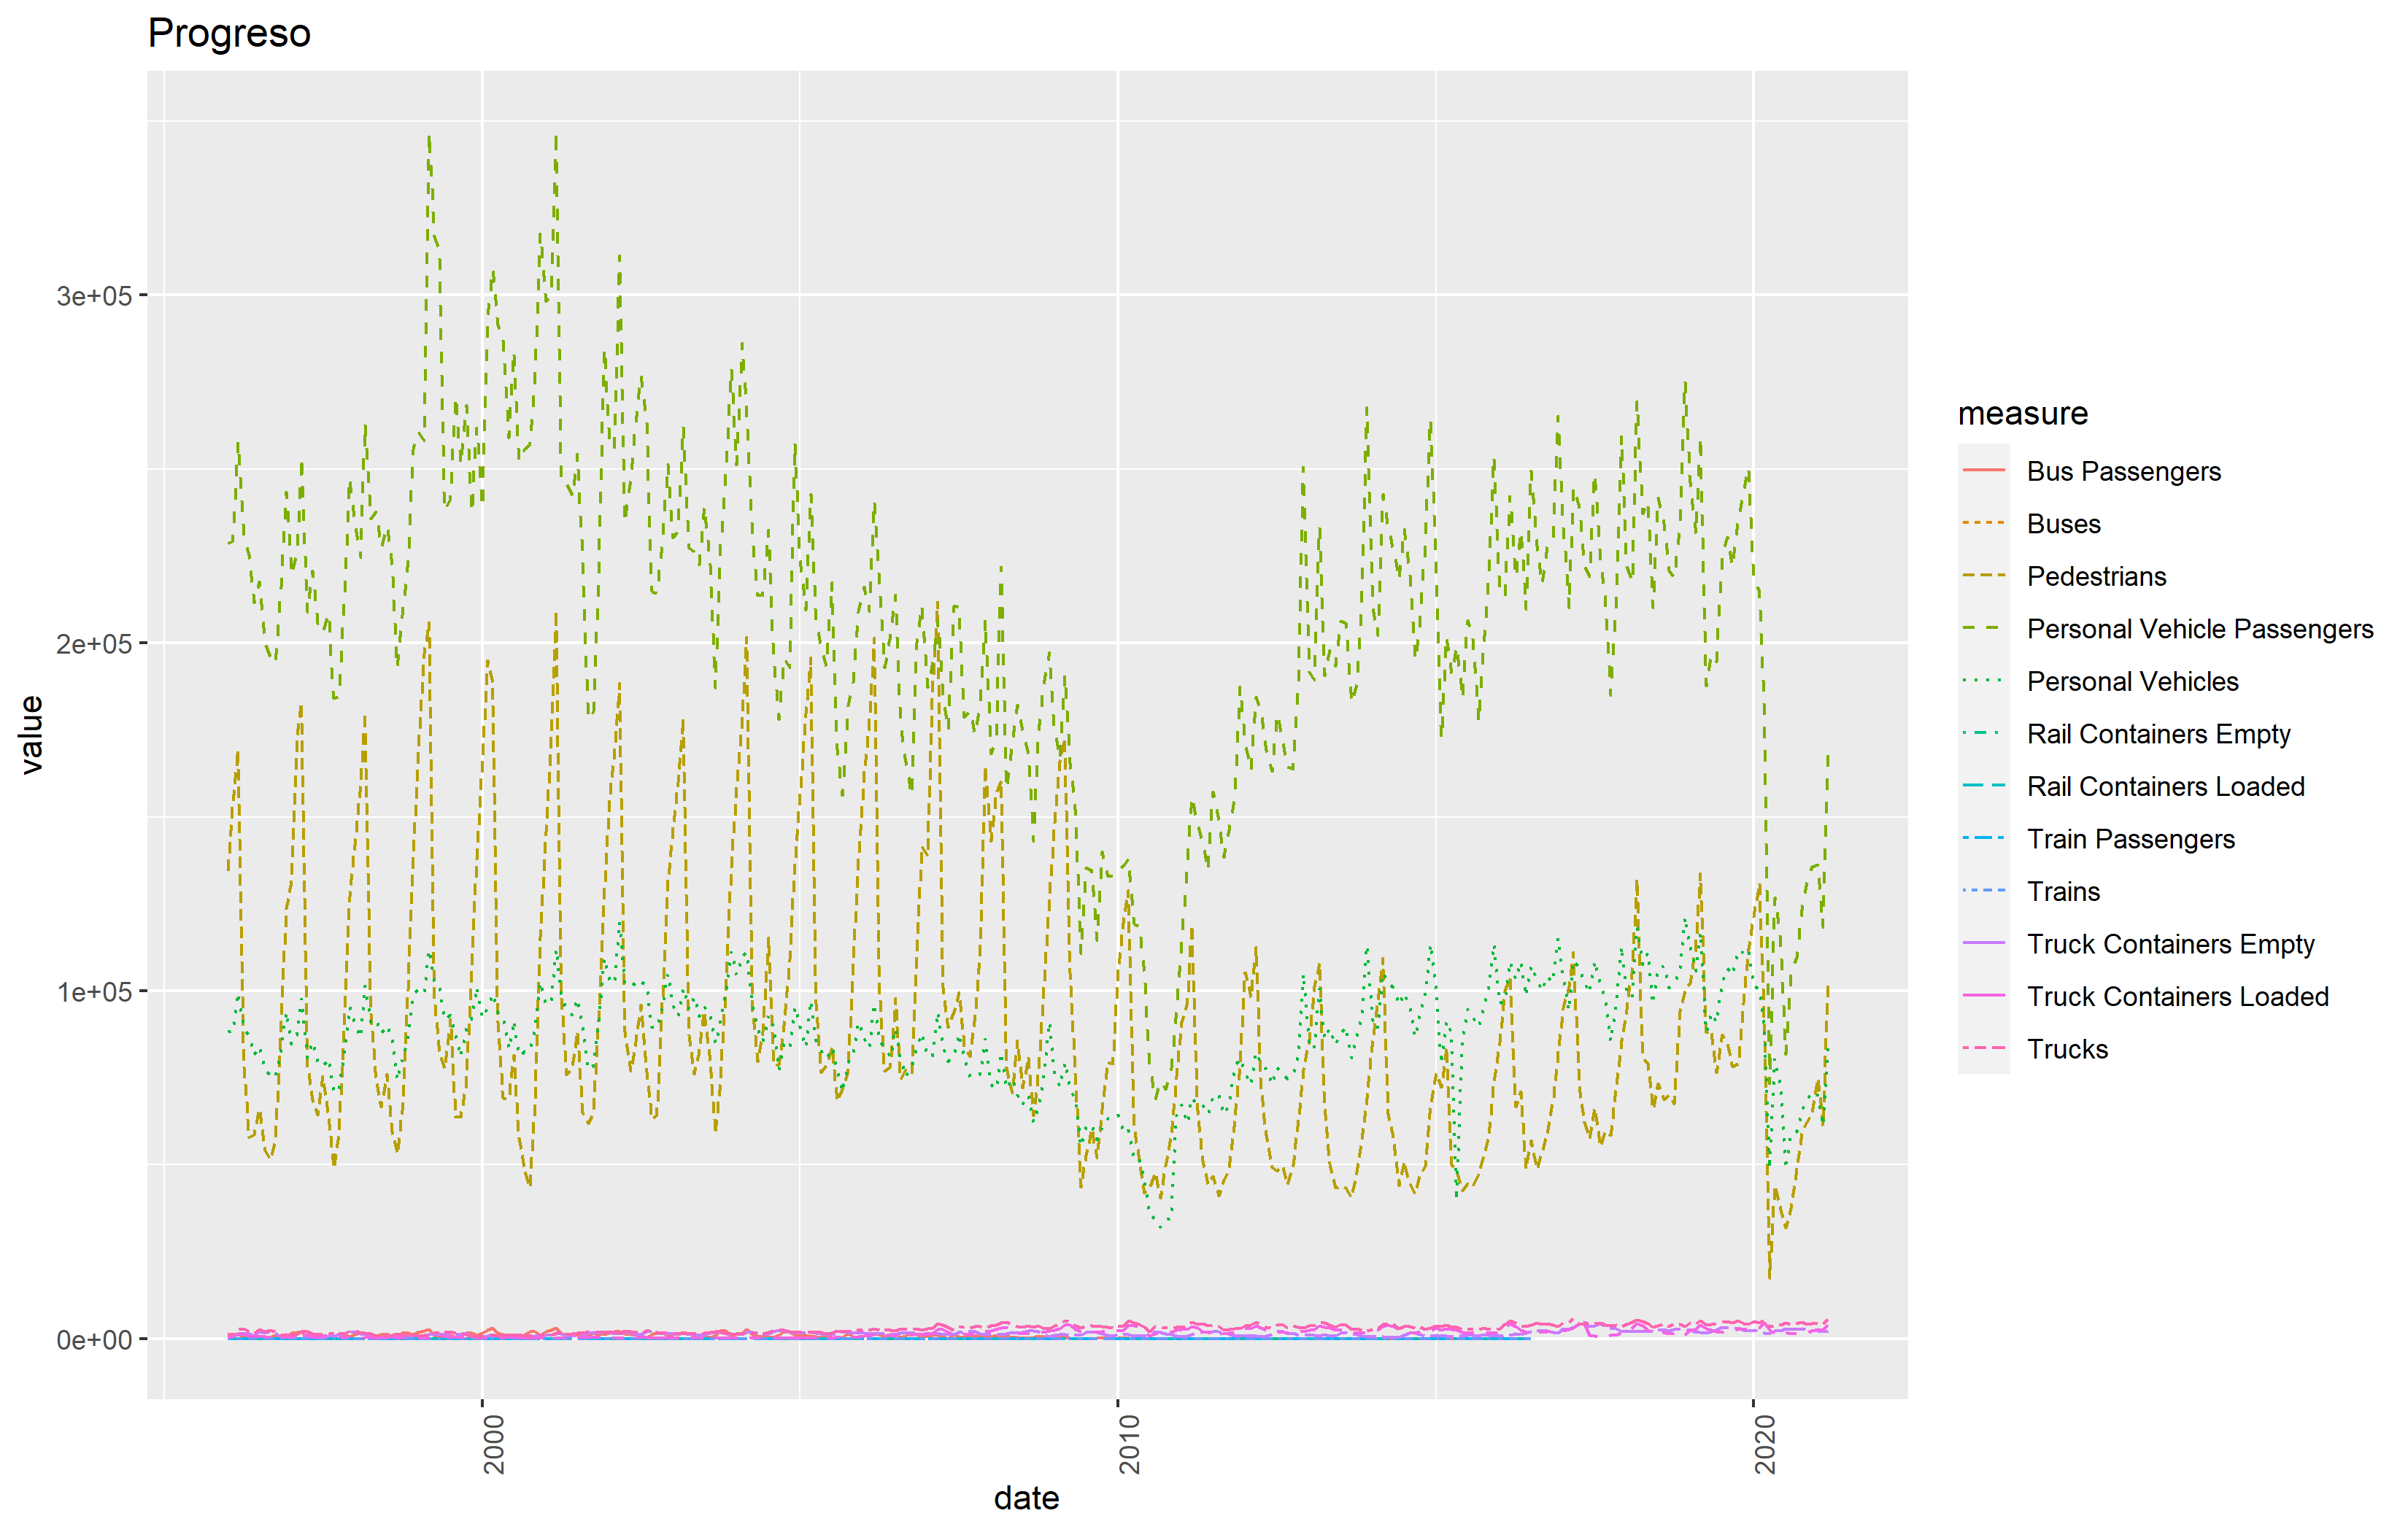 Progreso
value
3e+05
2e+05
1e+05
0e+00
2000
2010
2020
date
measure
Bus Passengers
Buses
Pedestrians
Personal Vehicle Passengers
Personal Vehicles
Rail Containers Empty
Rail Containers Loaded
Train Passengers
Trains
Truck Containers Empty
Truck Containers Loaded
Trucks